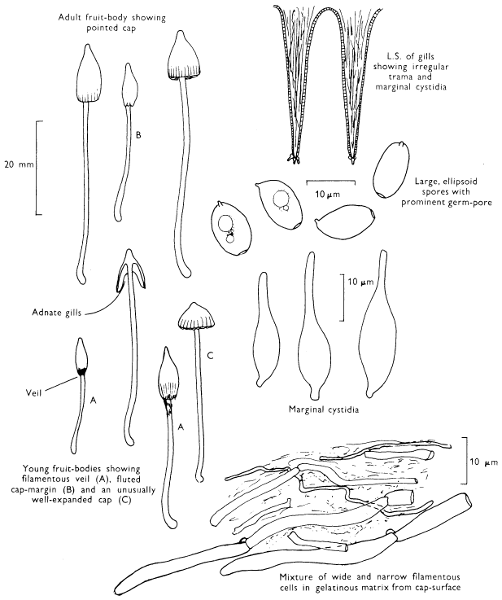 Adult fruit-body showing
pointed cap
L.S. of gills
showing irregular
trama and
marginal cystidia
B
20 mm
10 μm
Large, ellipsoid
spores with
prominent germ-pore
Adnate gills
10 μm
C
Veil
A
A
Marginal cystidia
Young fruit-bodies showing
filamentous veil (A), fluted
cap-margin (B) and an unusually
well-expanded cap (C)
10 μm
Mixture of wide and narrow filamentous
cells in gelatinous matrix from cap-surface